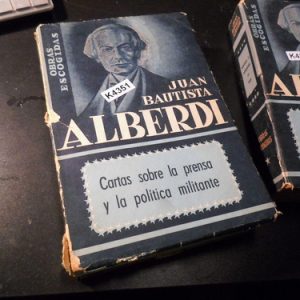 OBRAS
ESCOGIDAS
K4351
JUAN
BAUTISTA
ALBERDI
Cartas sobre la prensa
y la política militante